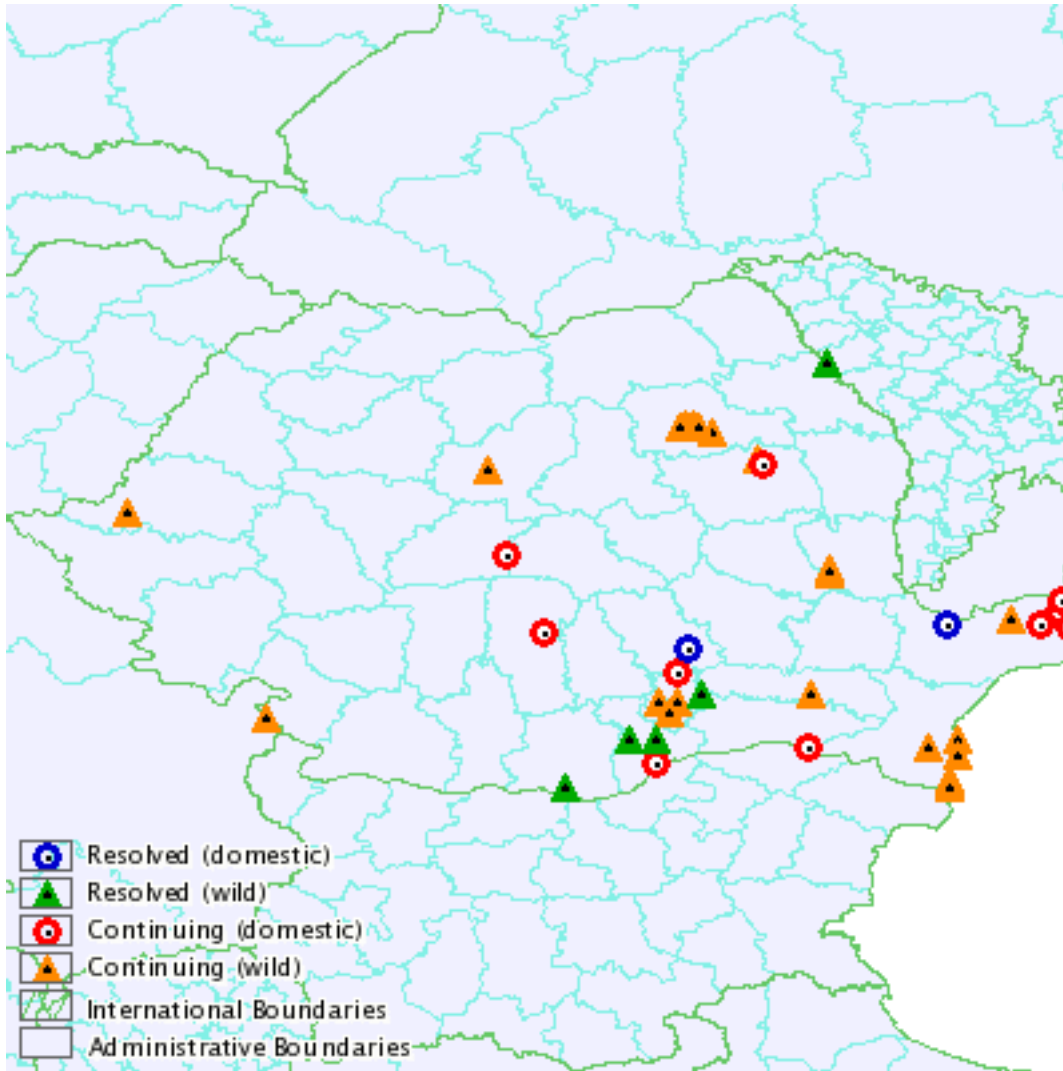 Resolved (domestic)
Resolved (wild)
Continuing (domestic)
Continuing (wild)
International Boundaries
Administrative Boundaries